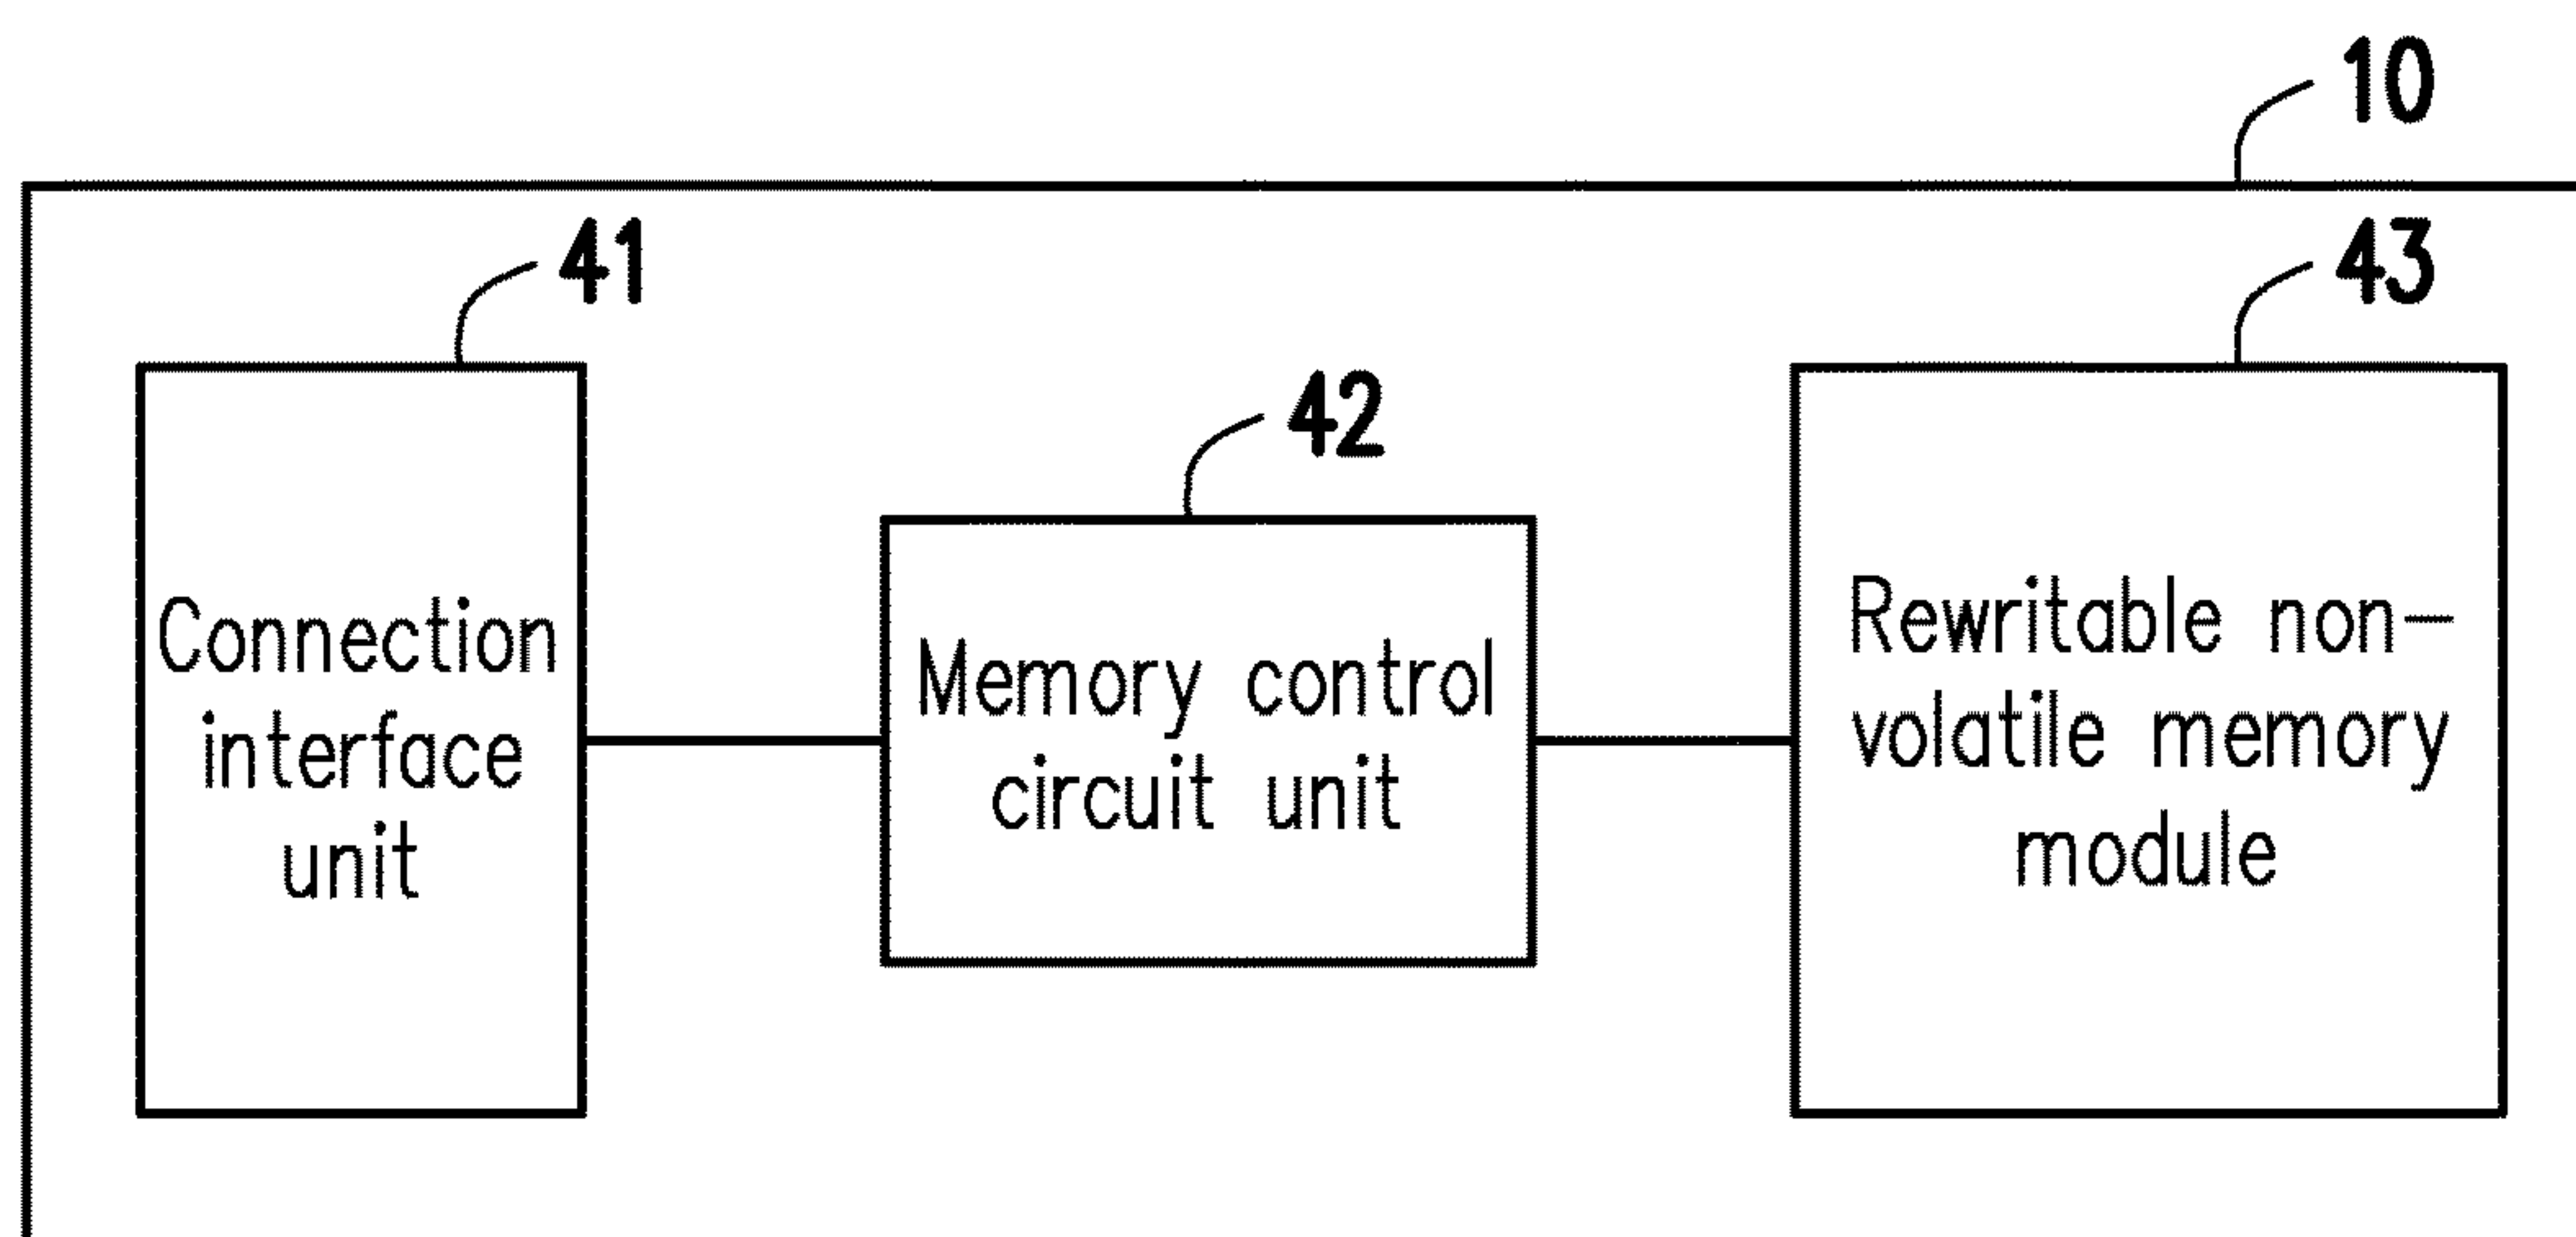 10
41
43
42
Connection
interface
unit
Memory control
circuit unit
Rewritable non-
volatile memory
module